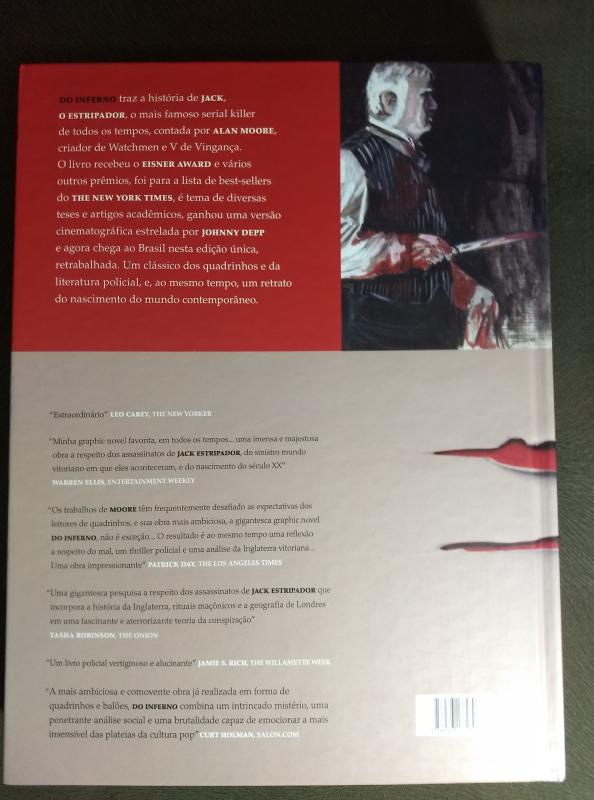 DO INFERNO traz a história de JACK,
O ESTRIPADOR, o mais famoso serial killer
de todos os tempos, contada por ALAN MOORE,
criador de Watchmen e V de Vingança.
O livro recebeu o EISNER AWARD e vários
outros prêmios, foi para a lista de best-sellers
do THE NEW YORK TIMES, é tema de diversas
teses e artigos acadêmicos, ganhou uma versão
cinematográfica estrelada por JOHNNY DEPP
e agora chega ao Brasil nesta edição única,
retrabalhada. Um clássico dos quadrinhos e da
literatura policial, e, ao mesmo tempo, um retrato
do nascimento do mundo contemporâneo.
"Extraordinário" LEO CAREY, THE NEW YORKER
"Minha graphic novel favorita, em todos os tempos... uma imensa e majestosa
obra a respeito dos assassinatos de JACK ESTRIPADOR, do sinistro mundo
vitoriano em que eles aconteceram, e do nascimento do século XX"
WARREN ELLIS, ENTERTAINMENT WEEKLY
"Os trabalhos de MOORE têm frequentemente desafiado as expectativas dos
leitores de quadrinhos, e sua obra mais ambiciosa, a gigantesca graphic novel
DO INFERNO, não é exceção... O resultado é ao mesmo tempo uma reflexão
a respeito do mal, um thriller policial e uma análise da Inglaterra vitoriana...
Uma obra impressionante" PATRICK DAY, THE LOS ANGELES TIMES
"Uma gigantesca pesquisa a respeito dos assassinatos de JACK ESTRIPADOR que
incorpora a história da Inglaterra, rituais maçônicos e a geografia de Londres
em uma fascinante e aterrorizante teoria da conspiração"
TASHA ROBINSON, THE ONION
"Um livro policial vertiginoso e alucinante" JAMIE S. RICH, THE WILLAMETTE WEEK
"A mais ambiciosa e comovente obra já realizada em forma de
quadrinhos e balões, DO INFERNO combina um intrincado mistério, uma
penetrante análise social e uma brutalidade capaz de emocionar a mais
insensível das plateias da cultura pop" CURT HOLMAN, SALON.COM